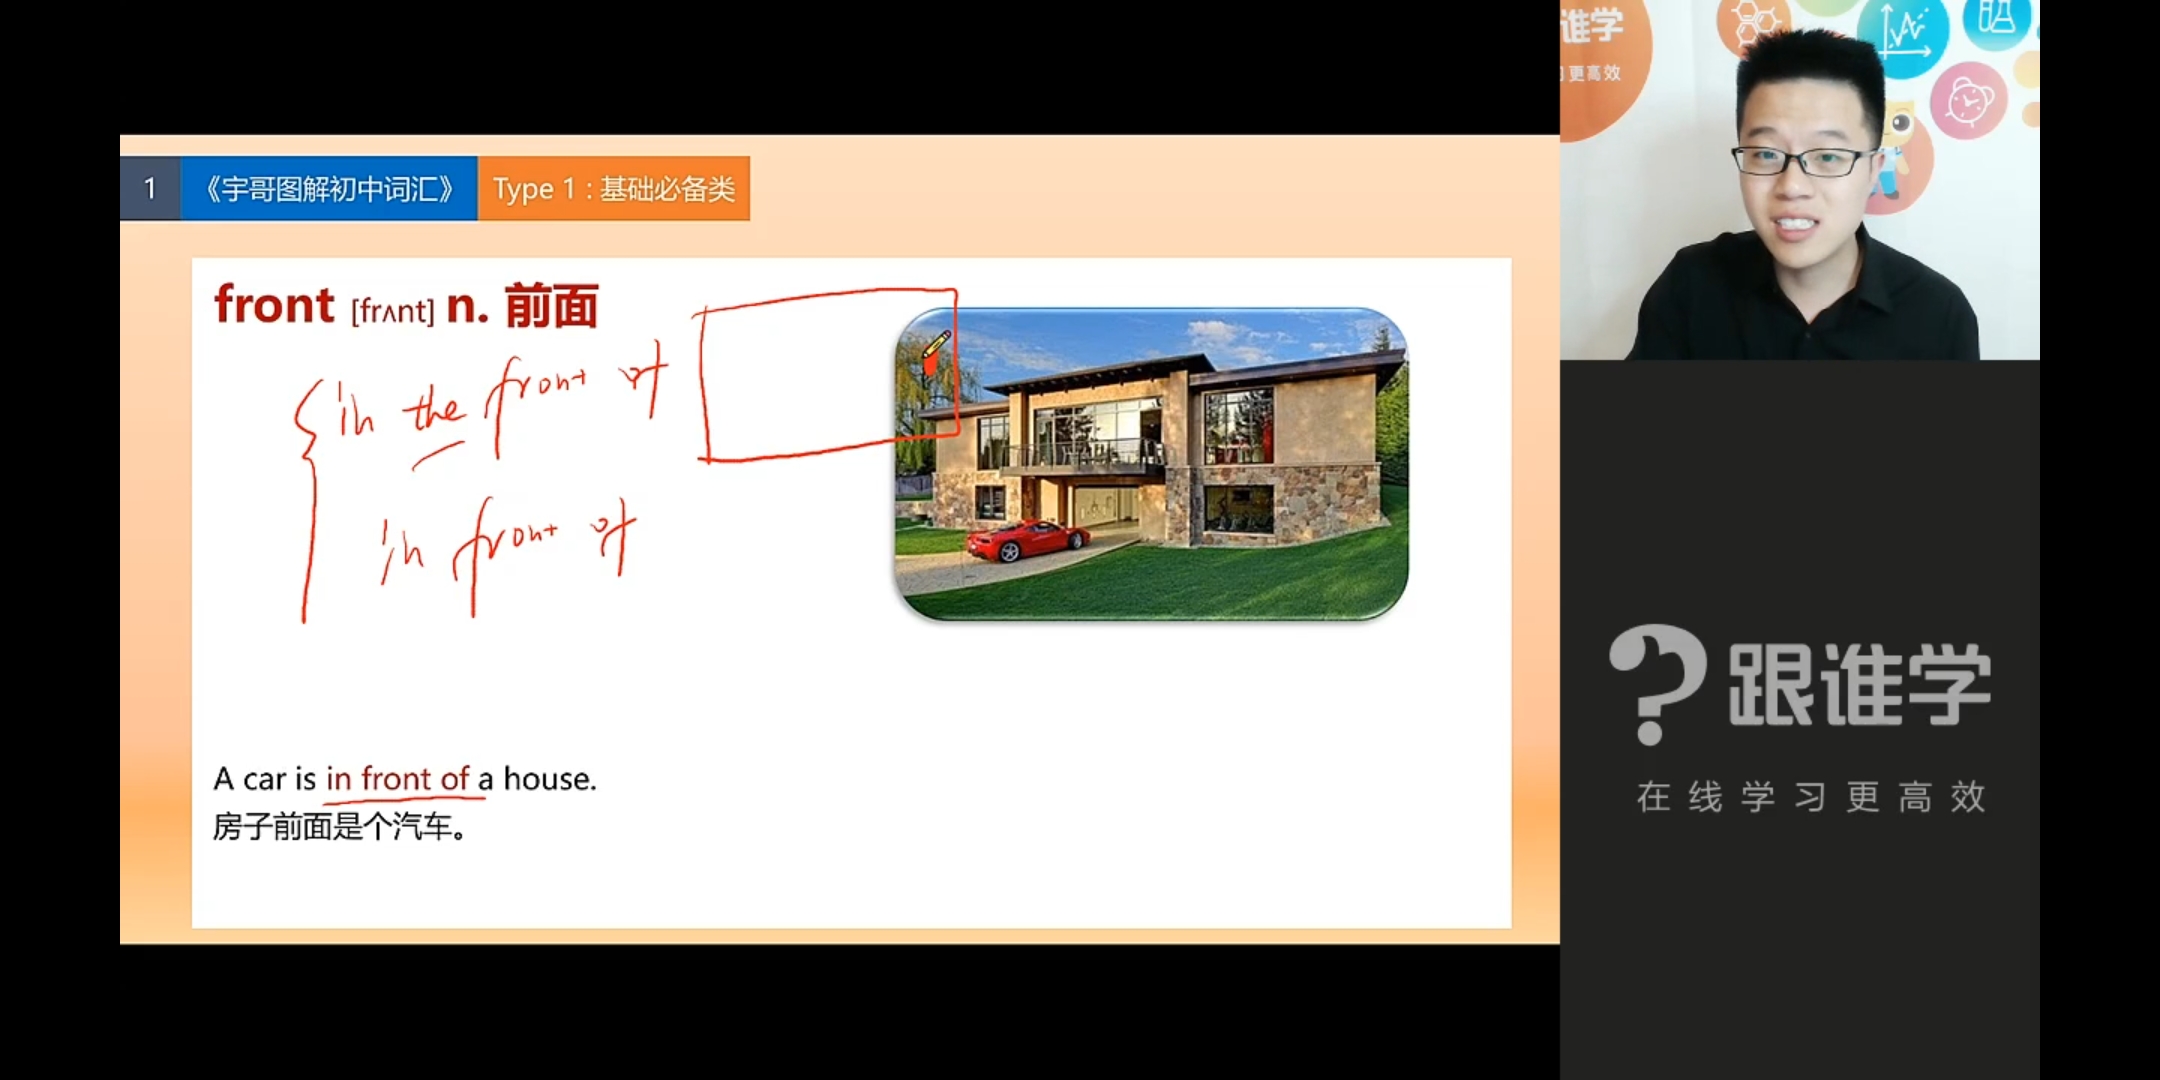 谁学
习更高效
1 《宇哥图解初中词汇》 Type 1 : 基础必备类
front [frʌnt] n. 前面
in the front of
in front of
A car is in front of a house.
房子前面是个汽车。
跟谁学
在线学习更高效